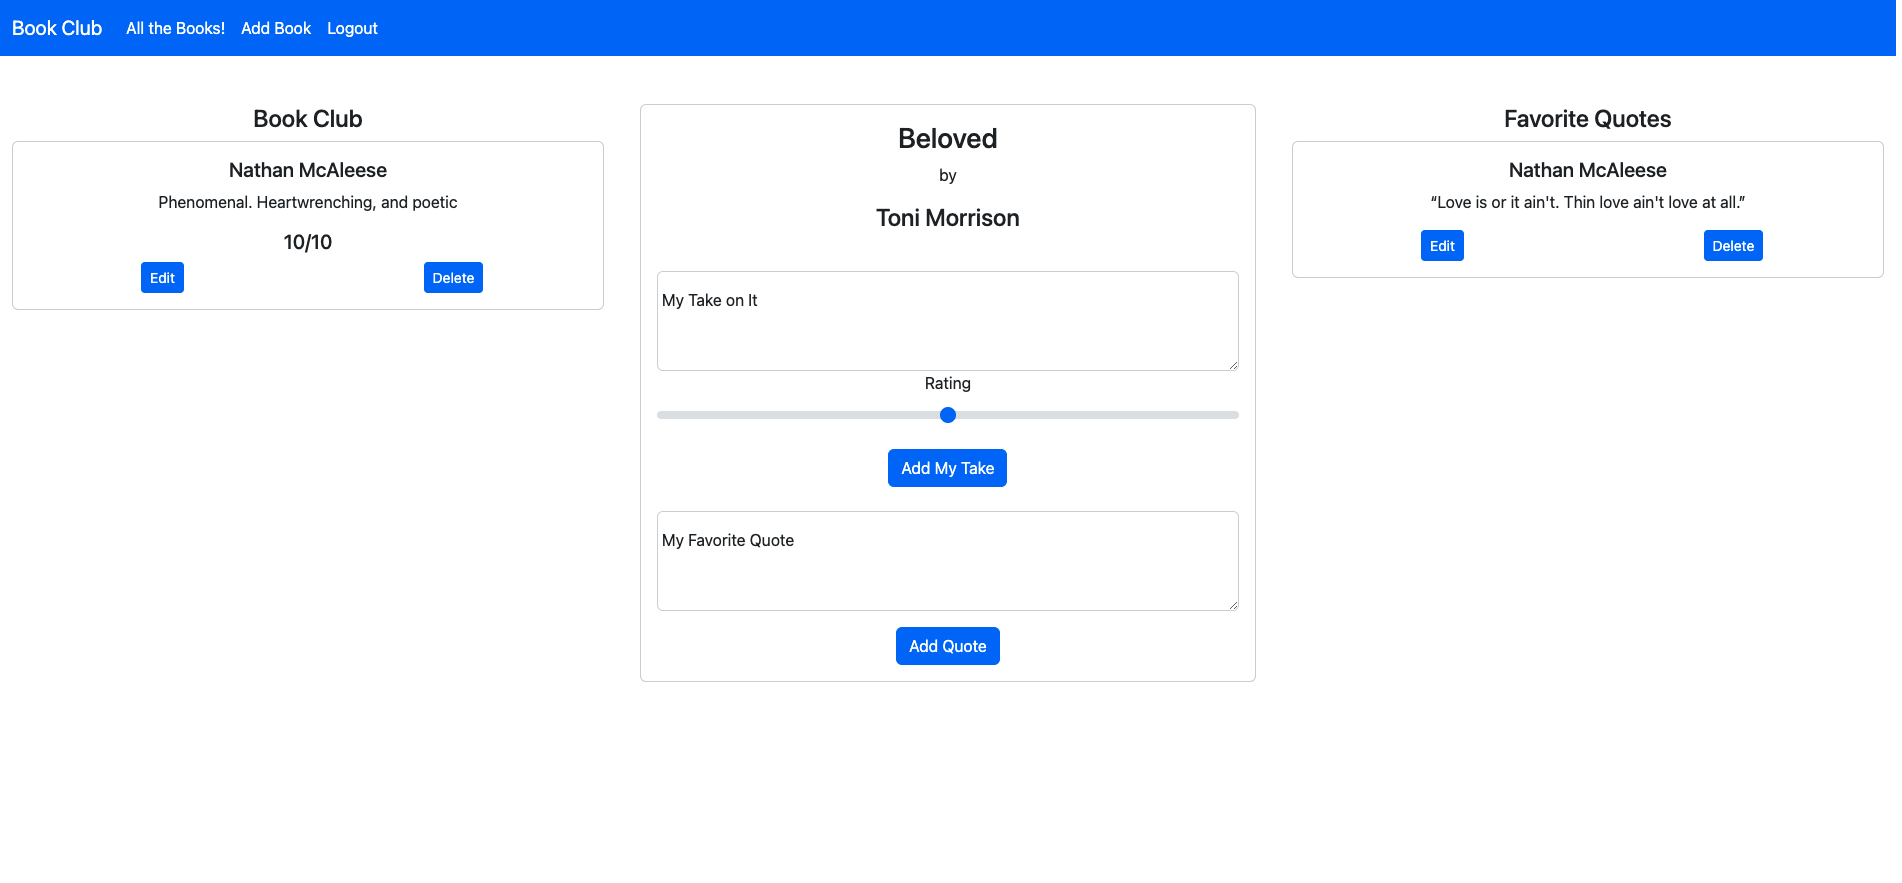 Book Club All the Books! Add Book Logout
Book Club
Nathan McAleese
Phenomenal. Heartwrenching, and poetic
10/10
Edit Delete
Beloved
by
Toni Morrison
My Take on It
Rating
Add My Take
My Favorite Quote
Add Quote
Favorite Quotes
Nathan McAleese
“Love is or it ain't. Thin love ain't love at all.”
Edit Delete